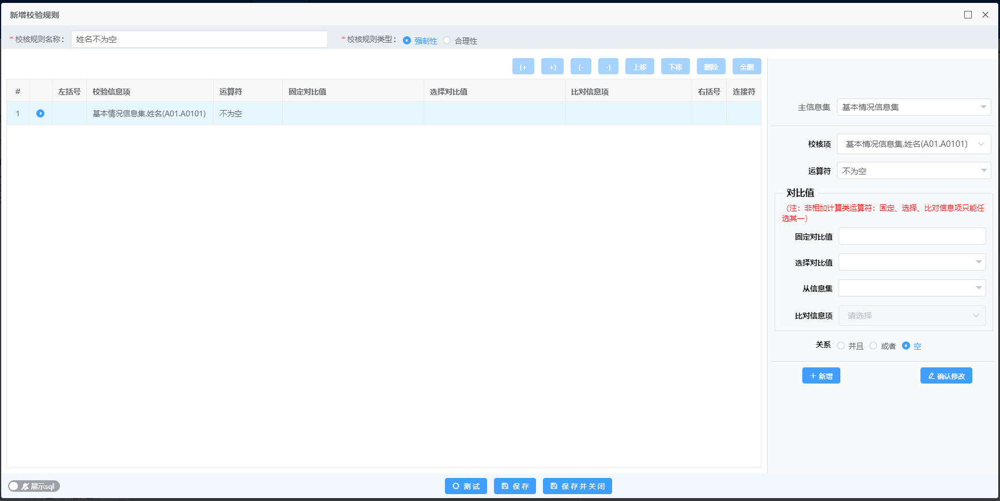 新增校验规则
*校核规则名称： 姓名不为空 *校核规则类型： 强制性 合理性
(+ +) (- -) 上移 下移 删除 全删
# 左括号 校验信息项 运算符 固定对比值 选择对比值 比对信息项 右括号 连接符
1 基本情况信息集.姓名(A01.A0101) 不为空
主信息集 基本情况信息集
校核项 基本情况信息集.姓名(A01.A0101)
运算符 不为空
对比值
（注：非相加计算类运算符：固定、选择、比对信息项只能任
选其一）
固定对比值
选择对比值
从信息集
比对信息项 请选择
关系 并且 或者 空
新增 确认修改
展示sql 测试 保存 保存并关闭